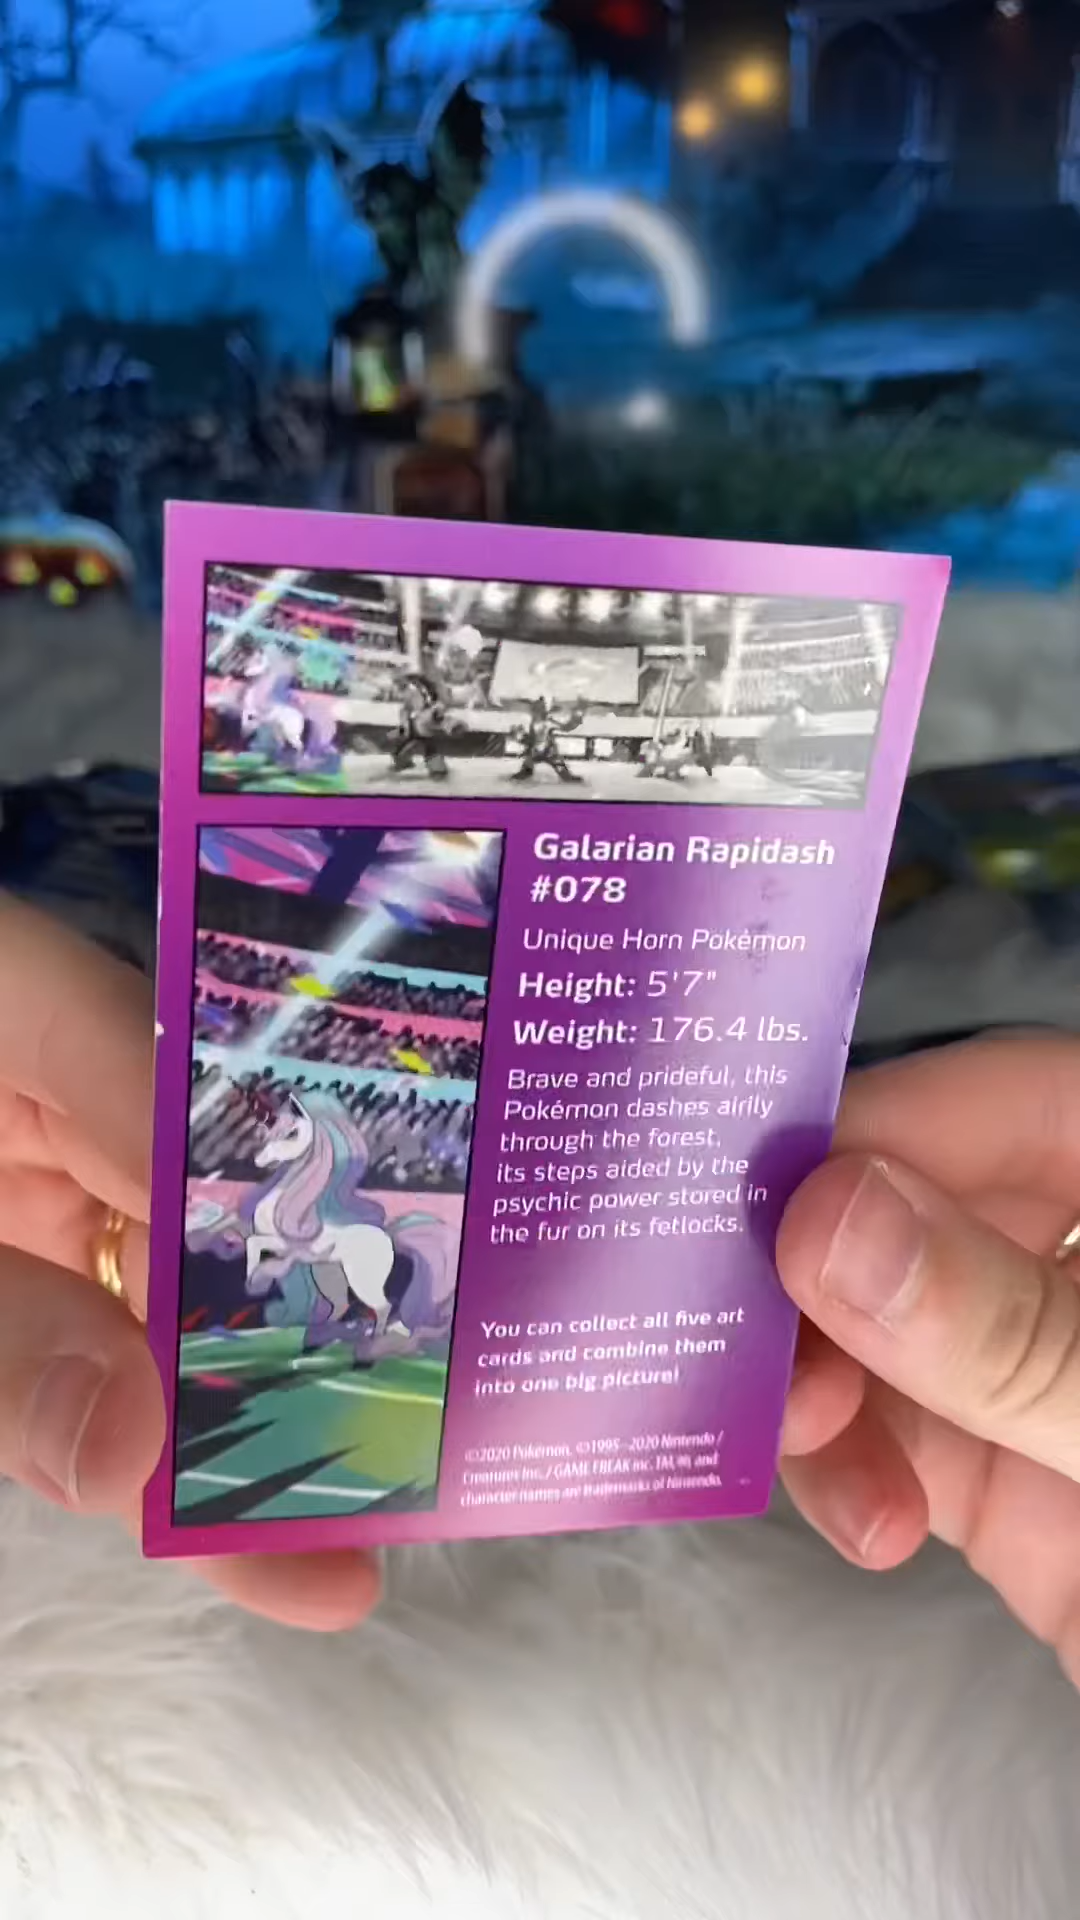 Galarian Rapidash
#078
Unique Horn Pokémon
Height: 5'7"
Weight: 176.4 lbs.
Brave and prideful, this
Pokémon dashes airily
through the forest,
its steps aided by the
psychic power stored in
the fur on its fetlocks.
You can collect all five art
cards and combine them
into one big picture!
©2020 Pokémon. ©1995–2020 Nintendo /
Creatures Inc. / GAME FREAK inc. TM, ®, and
character names are trademarks of Nintendo.